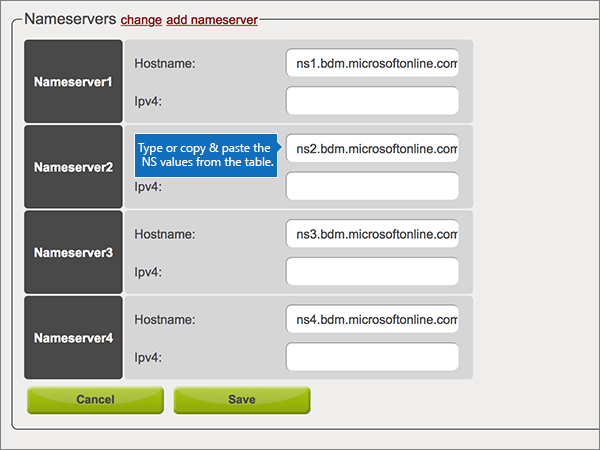 Nameservers change add nameserver
Nameserver1
Hostname: ns1.bdm.microsoftonline.com
Ipv4:
Nameserver2
Type or copy & paste the
NS values from the table.
ns2.bdm.microsoftonline.com
Ipv4:
Nameserver3
Hostname: ns3.bdm.microsoftonline.com
Ipv4:
Nameserver4
Hostname: ns4.bdm.microsoftonline.com
Ipv4:
Cancel Save